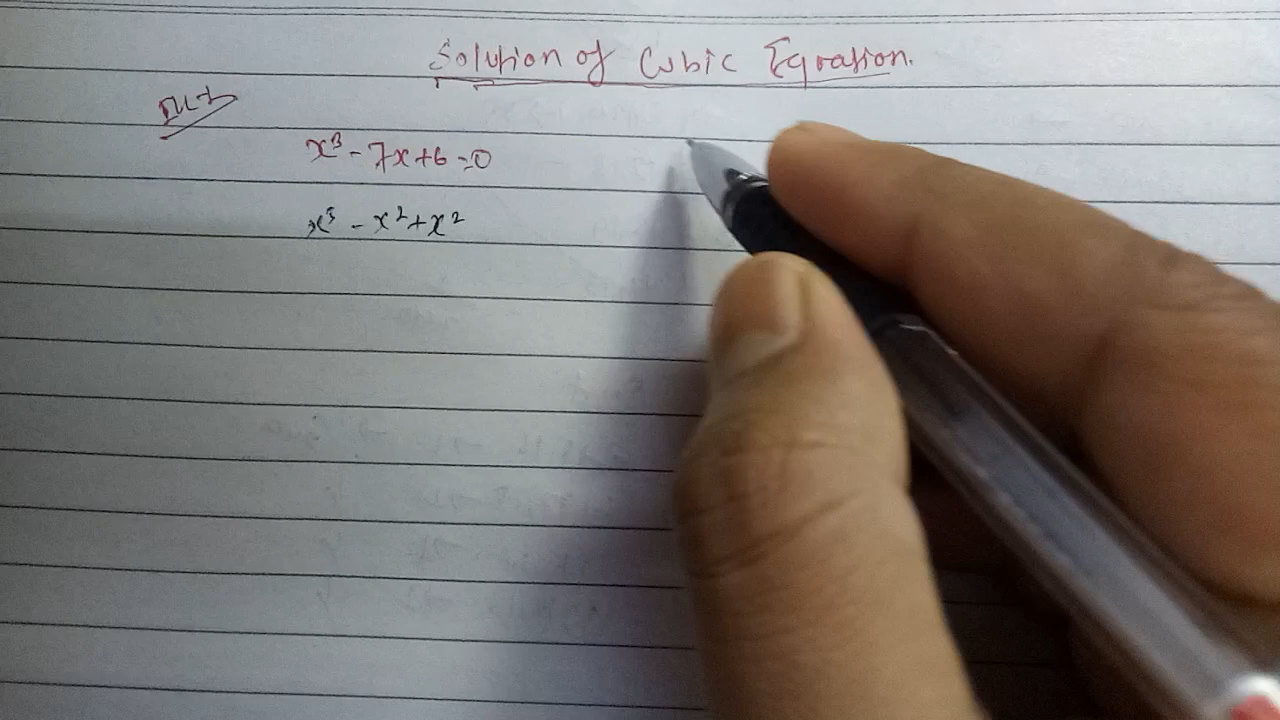 Solution of Cubic Equation.
x³ - 7x + 6 = 0
x³ - x² + x²